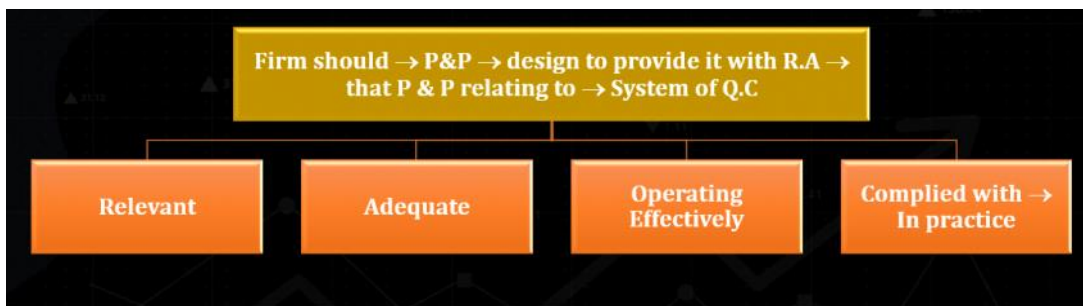 Firm should → P&P → design to provide it with R.A →
that P & P relating to → System of Q.C
Relevant
Adequate
Operating
Effectively
Complied with →
In practice